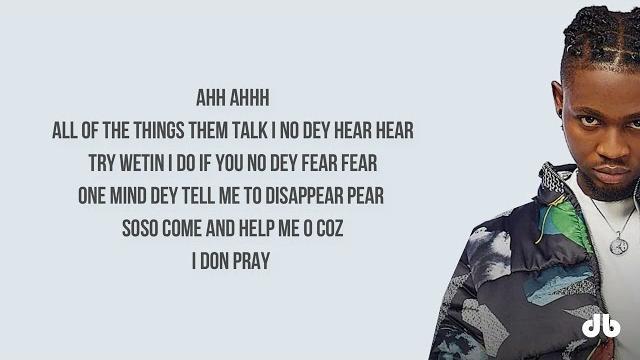 AHH AHHH
ALL OF THE THINGS THEM TALK I NO DEY HEAR HEAR
TRY WETIN I DO IF YOU NO DEY FEAR FEAR
ONE MIND DEY TELL ME TO DISAPPEAR PEAR
SOSO COME AND HELP ME O COZ
I DON PRAY
db